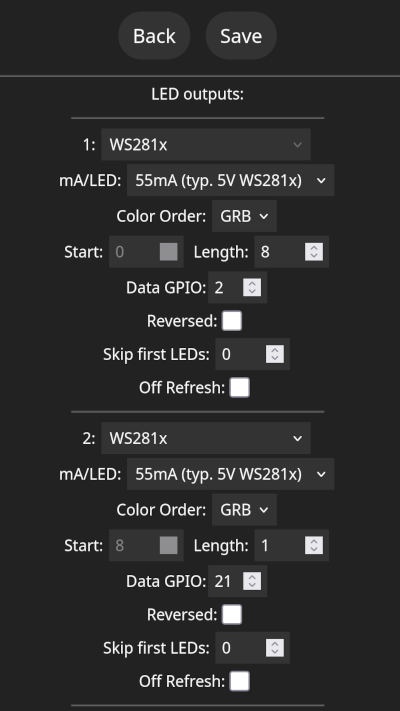 Back Save
LED outputs:
1: WS281x
mA/LED: 55mA (typ. 5V WS281x)
Color Order: GRB
Start: 0 Length: 8
Data GPIO: 2
Reversed:
Skip first LEDs: 0
Off Refresh:
2: WS281x
mA/LED: 55mA (typ. 5V WS281x)
Color Order: GRB
Start: 8 Length: 1
Data GPIO: 21
Reversed:
Skip first LEDs: 0
Off Refresh: